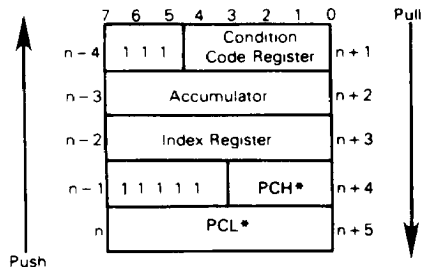 7 6 5 4 3 2 1 0
Pull
n – 4 1 1 1 Condition Code Register n + 1
n – 3 Accumulator n + 2
n – 2 Index Register n + 3
n – 1 1 1 1 1 1 PCH* n + 4
n PCL* n + 5
Push